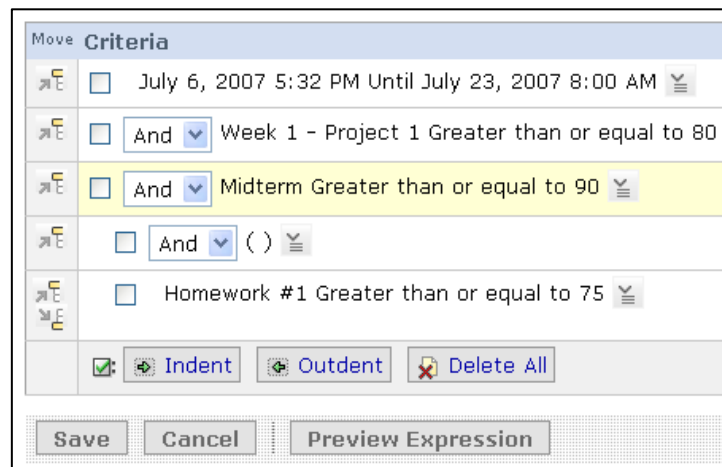 Move Criteria
July 6, 2007 5:32 PM Until July 23, 2007 8:00 AM
And Week 1 - Project 1 Greater than or equal to 80
And Midterm Greater than or equal to 90
And ( )
Homework #1 Greater than or equal to 75
: Indent Outdent Delete All
Save Cancel Preview Expression